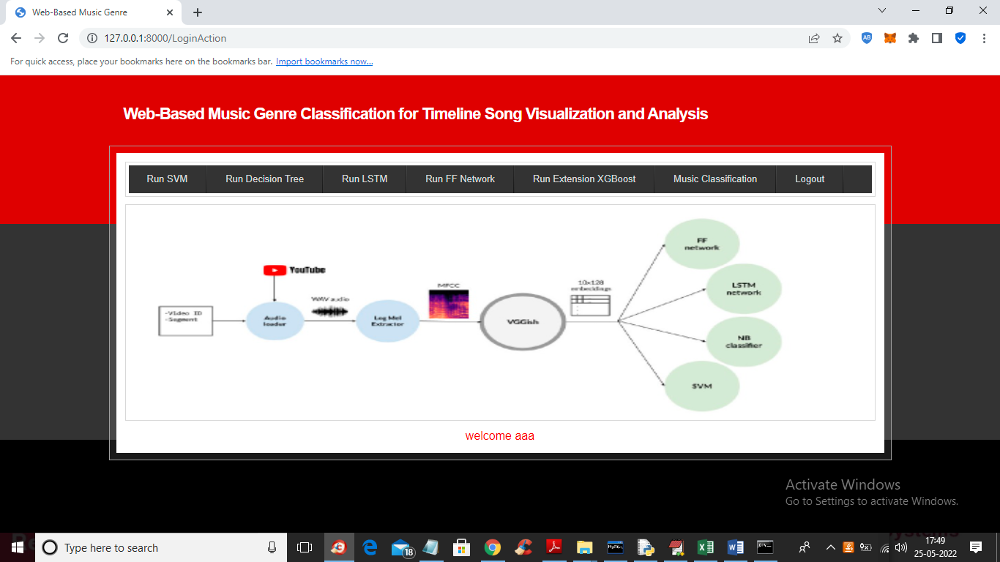 Web-Based Music Genre
127.0.0.1:8000/LoginAction
AB
For quick access, place your bookmarks here on the bookmarks bar. Import bookmarks now...
Web-Based Music Genre Classification for Timeline Song Visualization and Analysis
Run SVM Run Decision Tree Run LSTM Run FF Network Run Extension XGBoost Music Classification Logout
FF
network
YouTube
MFCC
10x128
embeddings
LSTM
network
WAV audio
-Video ID
-Segment
Audio
loader
Log Mel
Extractor
VGGish
NB
classifier
SVM
welcome aaa
Activate Windows
Go to Settings to activate Windows.
Type here to search
18
17:49
25-05-2022